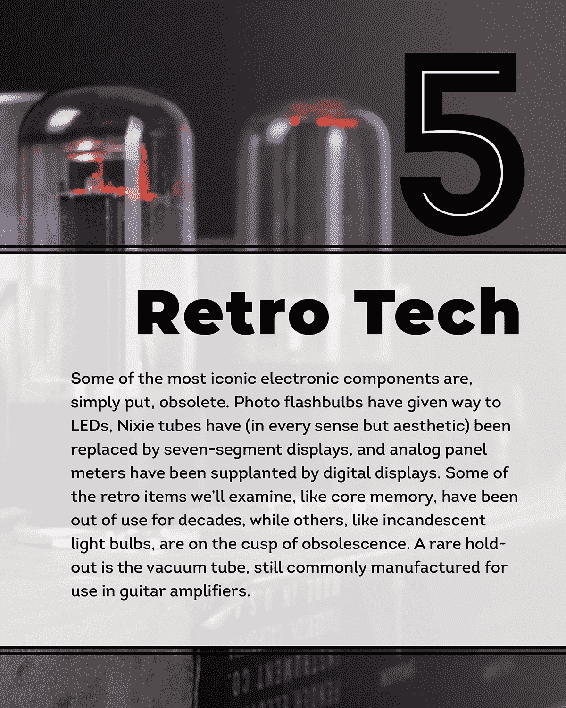 5
Retro Tech
Some of the most iconic electronic components are,
simply put, obsolete. Photo flashbulbs have given way to
LEDs, Nixie tubes have (in every sense but aesthetic) been
replaced by seven-segment displays, and analog panel
meters have been supplanted by digital displays. Some of
the retro items we'll examine, like core memory, have been
out of use for decades, while others, like incandescent
light bulbs, are on the cusp of obsolescence. A rare hold-
out is the vacuum tube, still commonly manufactured for
use in guitar amplifiers.